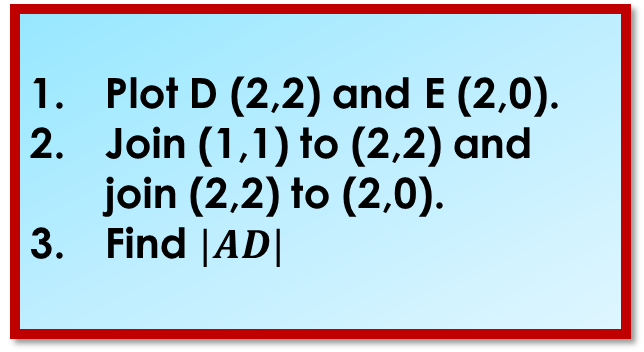 1. Plot D (2,2) and E (2,0).
2. Join (1,1) to (2,2) and
join (2,2) to (2,0).
3. Find |AD|